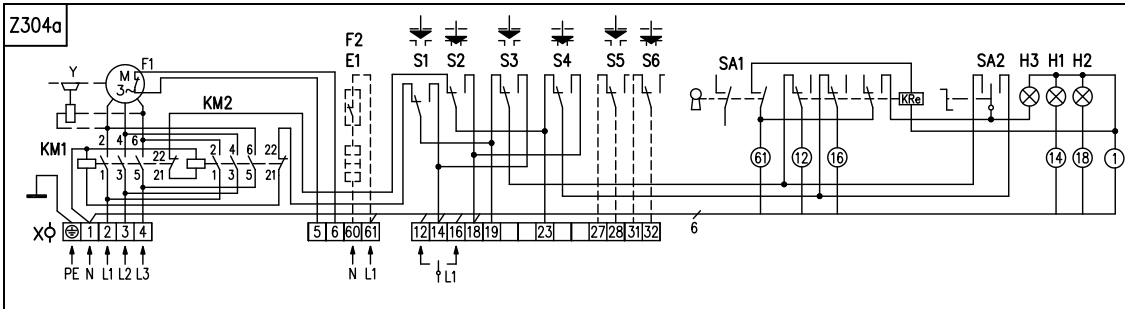 Z304a
Y
M
3~
F1
KM2
F2
E1
S1 S2 S3 S4 S5 S6
SA1
KRe
SA2
H3 H1 H2
KM1
2 4 6
22
2 4 6 22
1 3 5 21
1 3 5 21
61 12 16 14 18 1
6
X
1 2 3 4
5 6 60 61
12 14 16 18 19 23 27 28 31 32
PE N L1 L2 L3
N L1
L1